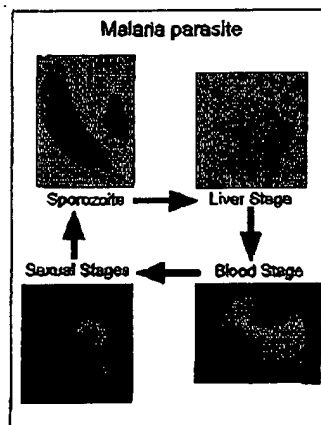 Malaria parasite
Sporozoite
Liver Stage
Sexual Stages
Blood Stage